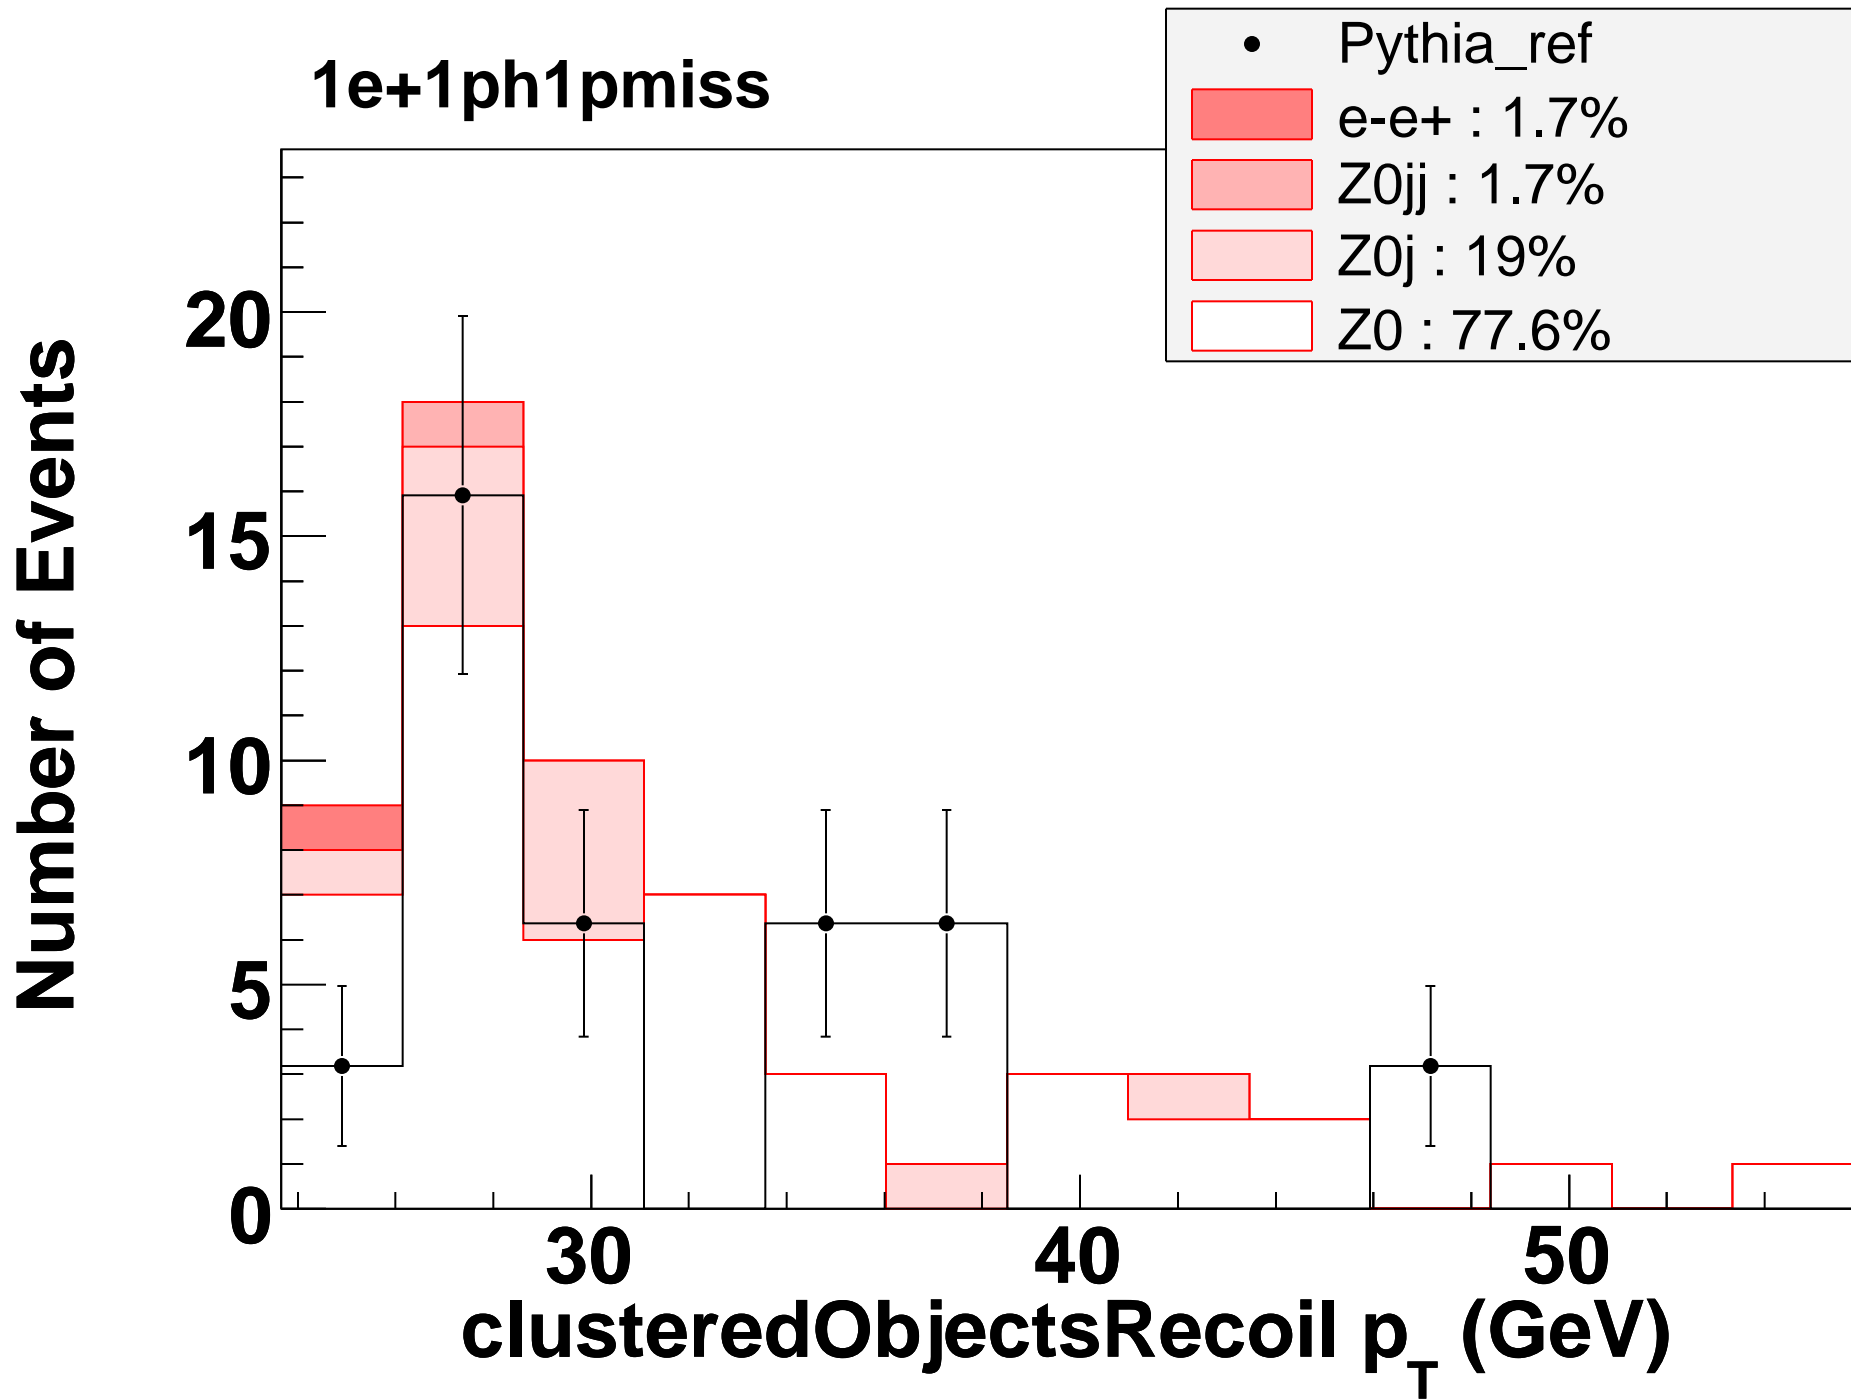 1e+1ph1pmiss
Pythia_ref
e-e+ : 1.7%
Z0jj : 1.7%
Z0j : 19%
Z0 : 77.6%
Number of Events
20
15
10
5
0
30 40 50
clusteredObjectsRecoil p_T (GeV)